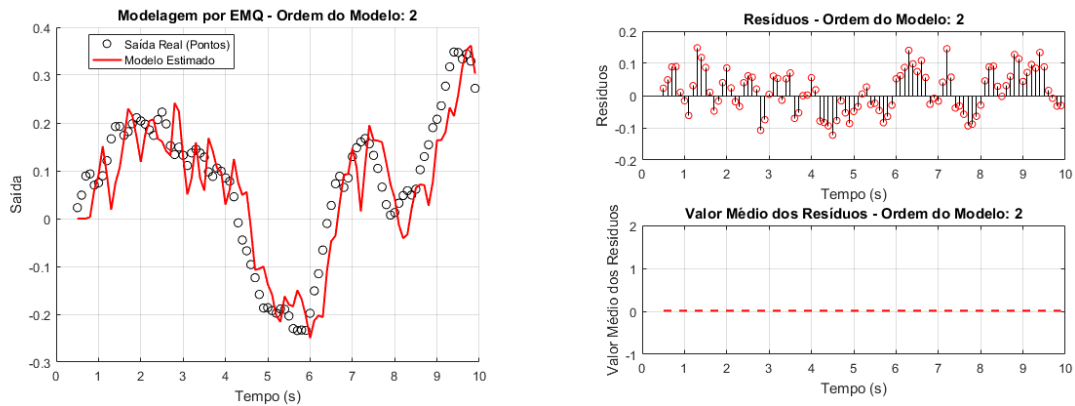 Modelagem por EMQ - Ordem do Modelo: 2
Saída Real (Pontos)
Modelo Estimado
0.4
0.3
0.2
0.1
0
-0.1
-0.2
-0.3
Saída
0 1 2 3 4 5 6 7 8 9 10
Tempo (s)
Resíduos - Ordem do Modelo: 2
0.2
0.1
0
-0.1
-0.2
Resíduos
0 1 2 3 4 5 6 7 8 9 10
Tempo (s)
Valor Médio dos Resíduos - Ordem do Modelo: 2
2
1
0
-1
Valor Médio dos Resíduos
0 1 2 3 4 5 6 7 8 9 10
Tempo (s)